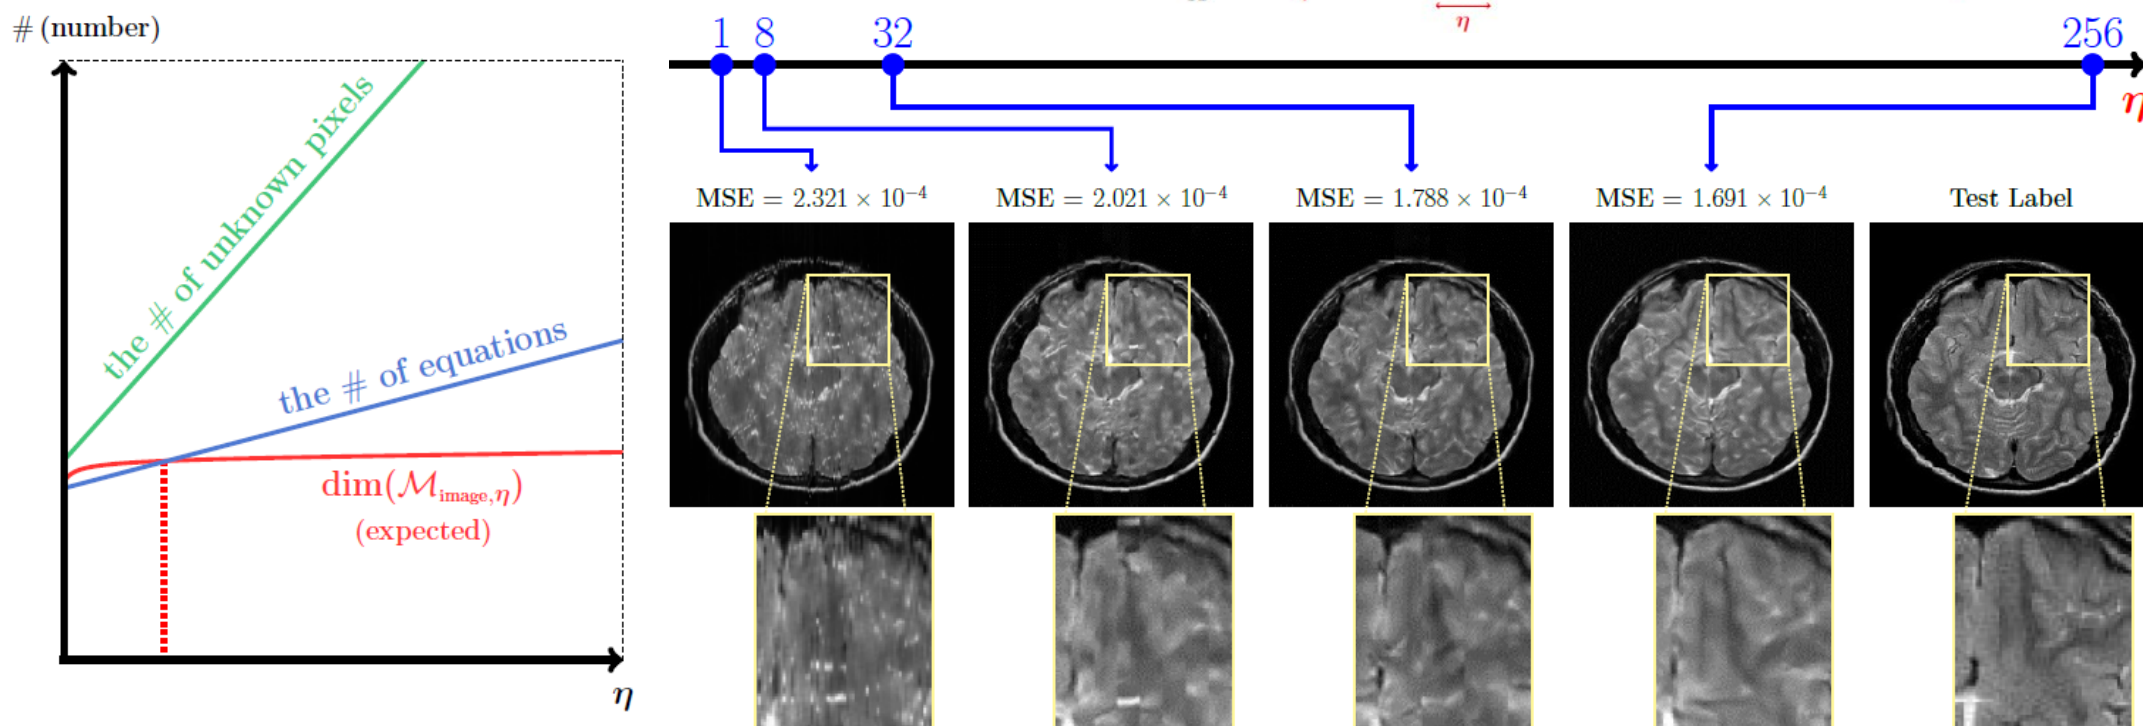 # (number)
the # of unknown pixels
the # of equations
dim(ℳ_image,η)
(expected)
η
η
1 8 32 256
η
MSE = 2.321 × 10⁻⁴
MSE = 2.021 × 10⁻⁴
MSE = 1.788 × 10⁻⁴
MSE = 1.691 × 10⁻⁴
Test Label